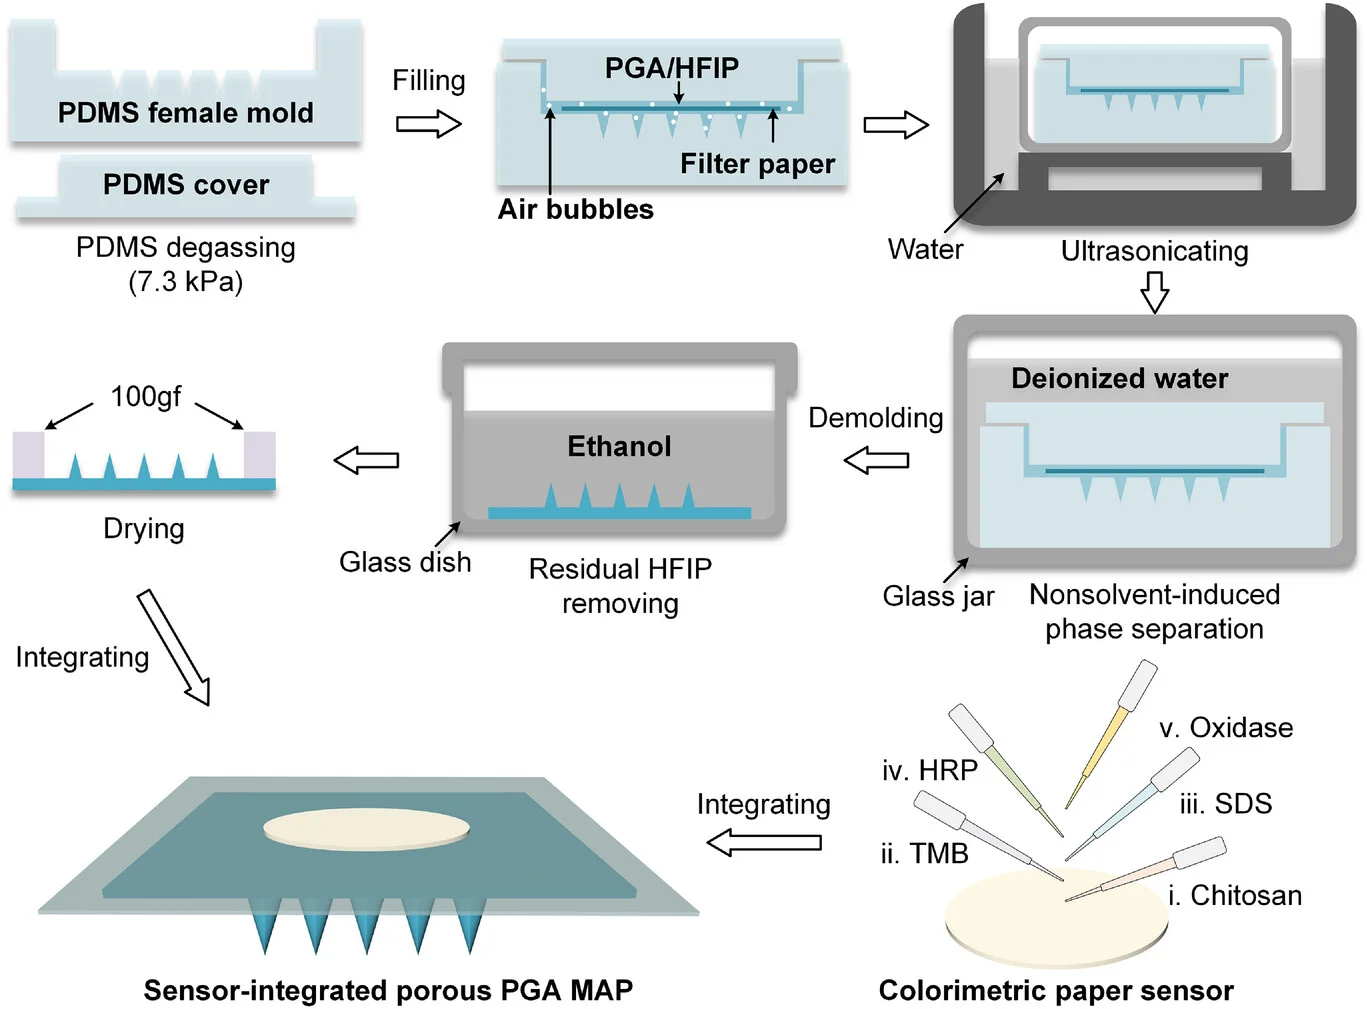 PDMS female mold
PDMS cover
PDMS degassing
(7.3 kPa)
Filling
PGA/HFIP
Filter paper
Air bubbles
Water
Ultrasonicating
Deionized water
Glass jar
Nonsolvent-induced
phase separation
Demolding
Ethanol
Glass dish
Residual HFIP
removing
100gf
Drying
Integrating
Sensor-integrated porous PGA MAP
Integrating
v. Oxidase
iv. HRP
iii. SDS
ii. TMB
i. Chitosan
Colorimetric paper sensor